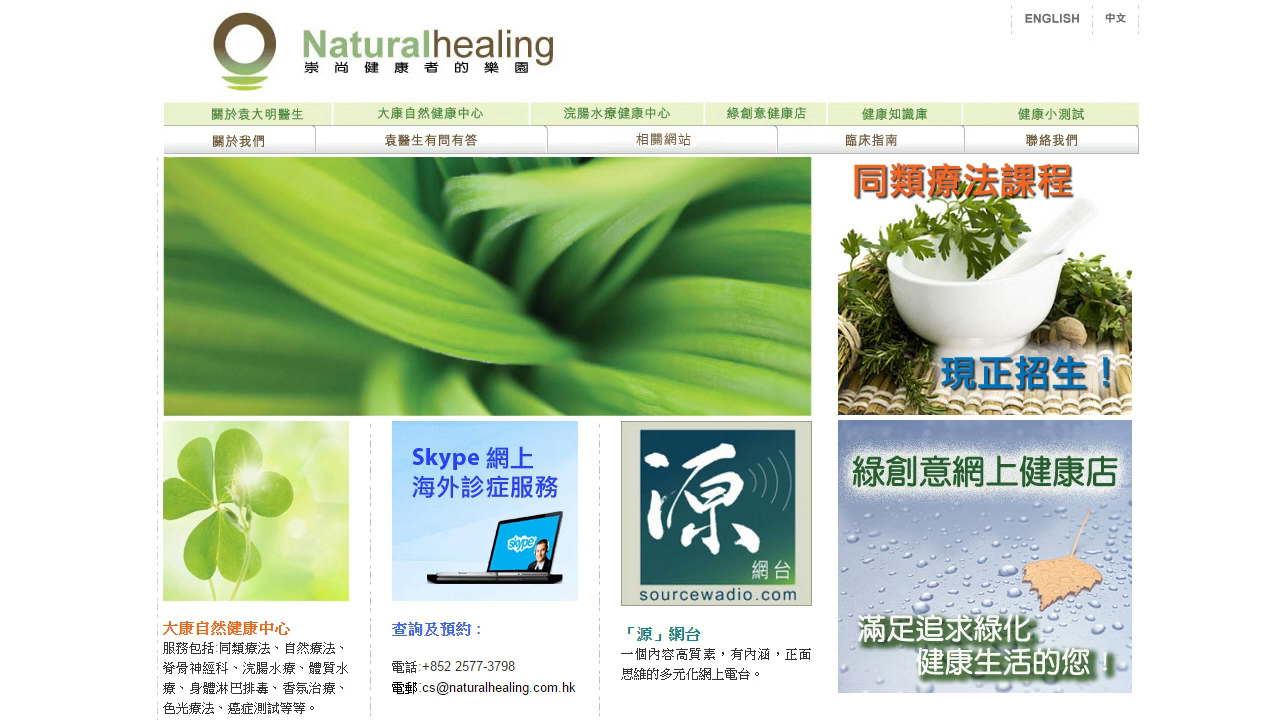 ENGLISH 中文
Naturalhealing
崇尚健康者的樂園
關於袁大明醫生 大康自然健康中心 浣腸水療健康中心 綠創意健康店 健康知識庫 健康小測試
關於我們 袁醫生有問有答 相關網站 臨床指南 聯絡我們
同類療法課程
現正招生！
Skype 網上
海外診症服務
skype
源
網台
sourcewadio.com
綠創意網上健康店
滿足追求綠化
健康生活的您！
大康自然健康中心
服務包括:同類療法、自然療法、
脊骨神經科、浣腸水療、體質水
療、身體淋巴排毒、香氛治療、
色光療法、癌症測試等等。
查詢及預約：
電話:+852 2577-3798
電郵:cs@naturalhealing.com.hk
「源」網台
一個內容高質素，有內涵，正面
思維的多元化網上電台。